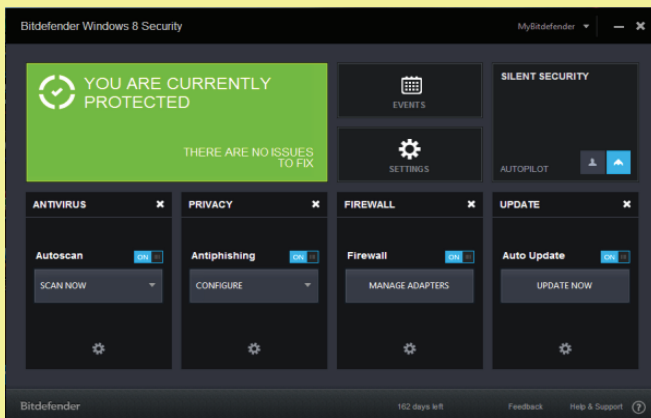 Bitdefender Windows 8 Security
MyBitdefender
YOU ARE CURRENTLY
PROTECTED
THERE ARE NO ISSUES
TO FIX
EVENTS
SETTINGS
SILENT SECURITY
AUTOPILOT
ANTIVIRUS
Autoscan
ON
SCAN NOW
PRIVACY
Antiphishing
ON
CONFIGURE
FIREWALL
Firewall
ON
MANAGE ADAPTERS
UPDATE
Auto Update
ON
UPDATE NOW
Bitdefender
162 days left
Feedback
Help & Support ?